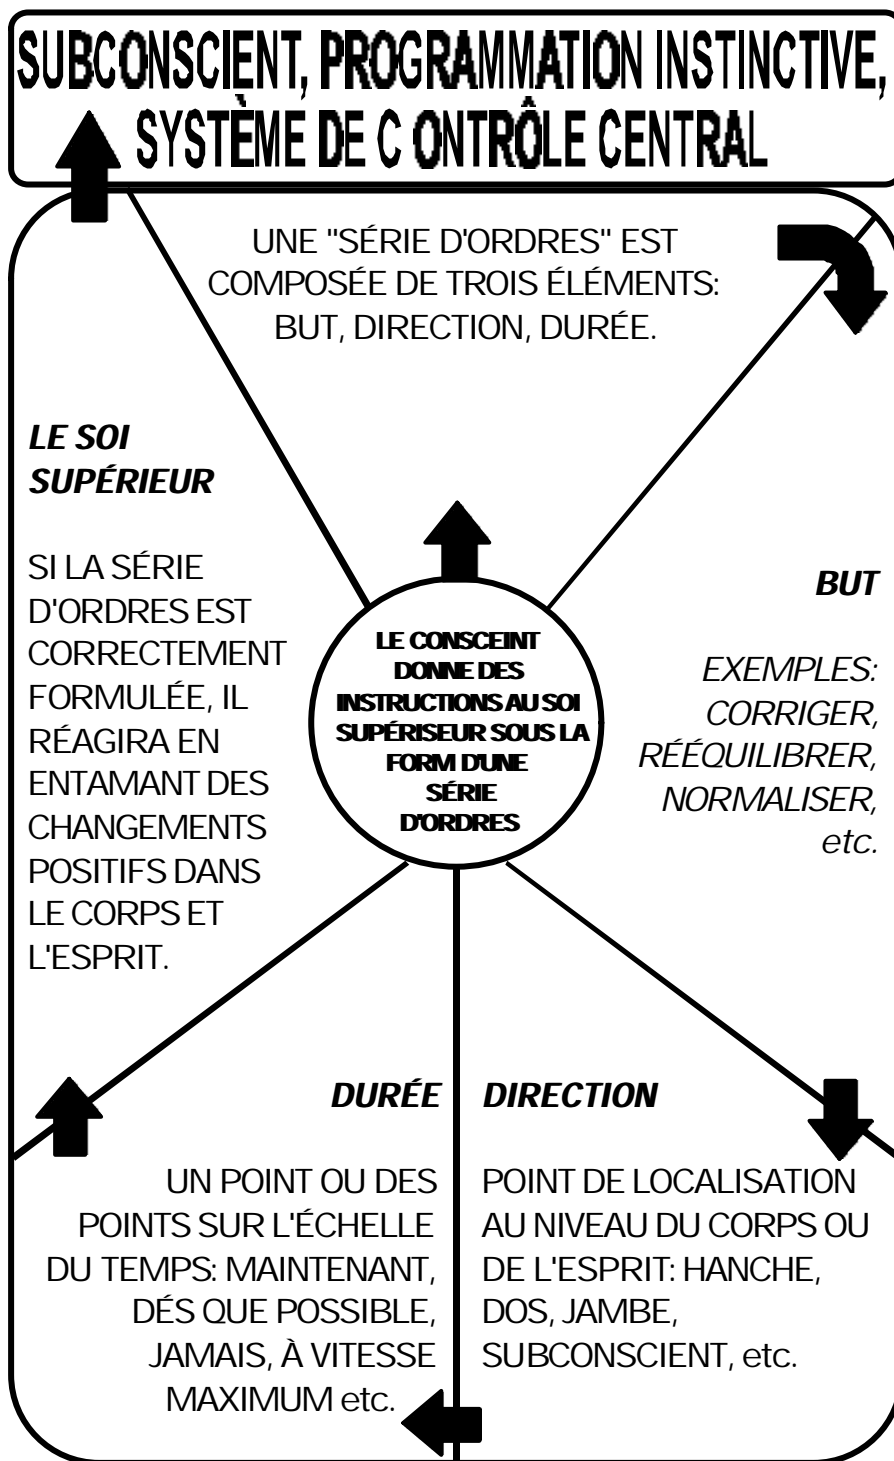 SUBCONSCIENT, PROGRAMMATION INSTINCTIVE,
SYSTÈME DE C ONTRÔLE CENTRAL
UNE "SÉRIE D'ORDRES" EST
COMPOSÉE DE TROIS ÉLÉMENTS:
BUT, DIRECTION, DURÉE.
LE SOI
SUPÉRIEUR
SI LA SÉRIE
D'ORDRES EST
CORRECTEMENT
FORMULÉE, IL
RÉAGIRA EN
ENTAMANT DES
CHANGEMENTS
POSITIFS DANS
LE CORPS ET
L'ESPRIT.
LE CONSCEINT
DONNE DES
INSTRUCTIONS AU SOI
SUPÉRISEUR SOUS LA
FORM D'UNE
SÉRIE
D'ORDRES
BUT
EXEMPLES:
CORRIGER,
RÉÉQUILIBRER,
NORMALISER,
etc.
DURÉE
UN POINT OU DES
POINTS SUR L'ÉCHELLE
DU TEMPS: MAINTENANT,
DÉS QUE POSSIBLE,
JAMAIS, À VITESSE
MAXIMUM etc.
DIRECTION
POINT DE LOCALISATION
AU NIVEAU DU CORPS OU
DE L'ESPRIT: HANCHE,
DOS, JAMBE,
SUBCONSCIENT, etc.